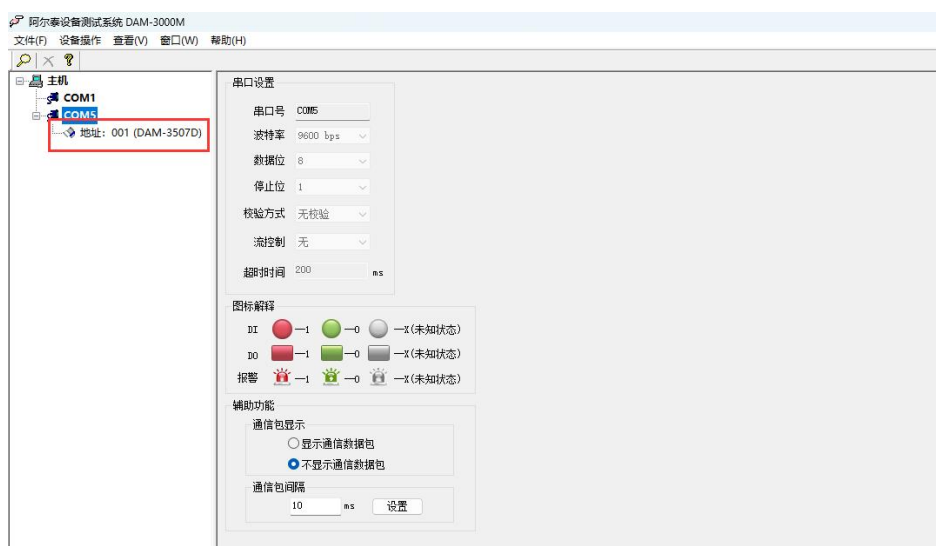 阿尔泰设备测试系统 DAM-3000M
文件(F) 设备操作 查看(V) 窗口(W) 帮助(H)
主机
COM1
COM5
地址：001 (DAM-3507D)
串口设置
串口号 COM5
波特率 9600 bps
数据位 8
停止位 1
校验方式 无校验
流控制 无
超时时间 200 ms
图标解释
DI —1 —0 —X(未知状态)
DO —1 —0 —X(未知状态)
报警 —1 —0 —X(未知状态)
辅助功能
通信包显示
显示通信数据包
不显示通信数据包
通信包间隔
10 ms 设置